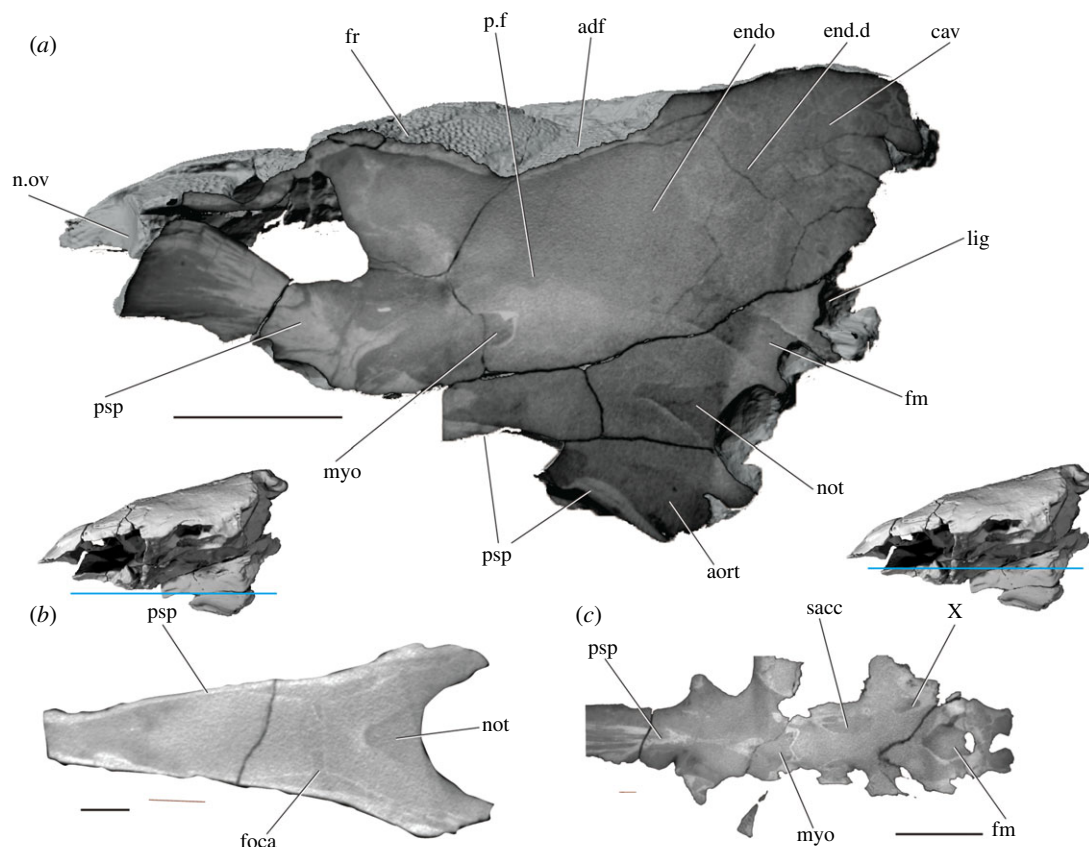 (a)
fr
p.f
adf
endo
end.d
cav
n.ov
lig
psp
myo
fm
not
psp
aort
(b)
psp
not
foca
(c)
psp
sacc
X
myo
fm